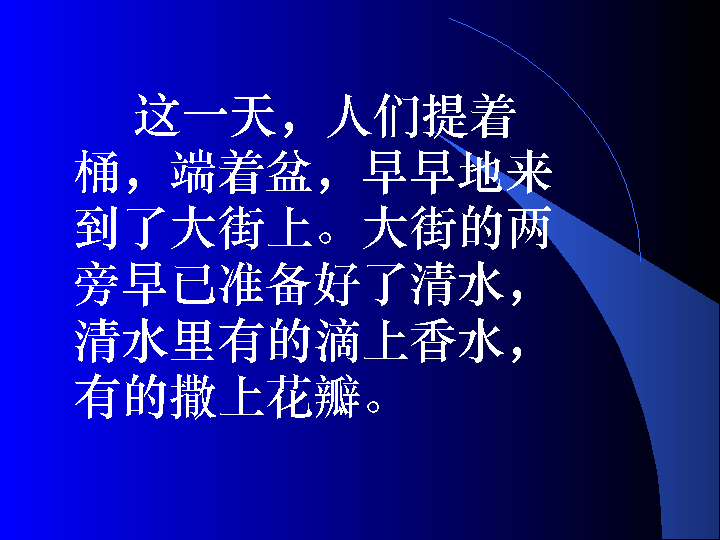 这一天，人们提着
桶，端着盆，早早地来
到了大街上。大街的两
旁早已准备好了清水，
清水里有的滴上香水，
有的撒上花瓣。